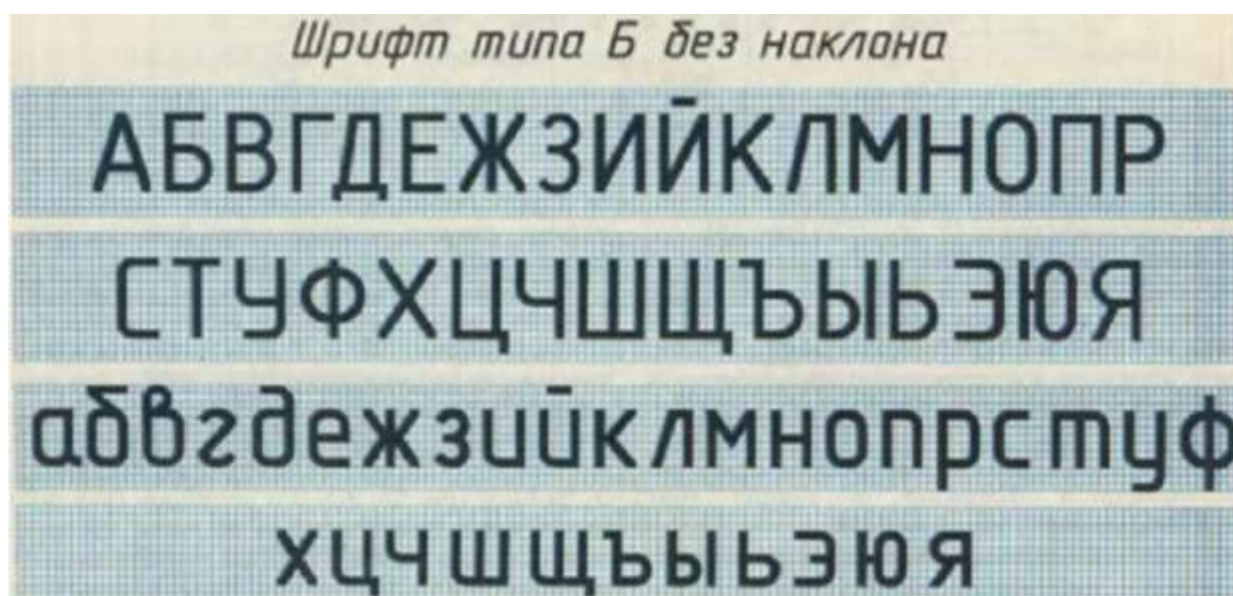 Шрифт типа Б без наклона
АБВГДЕЖЗИЙКЛМНОПР
СТУФХЦЧШЩЪЫЬЭЮЯ
абвгдежзийклмнопрстуф
хцчшщъыьэюя